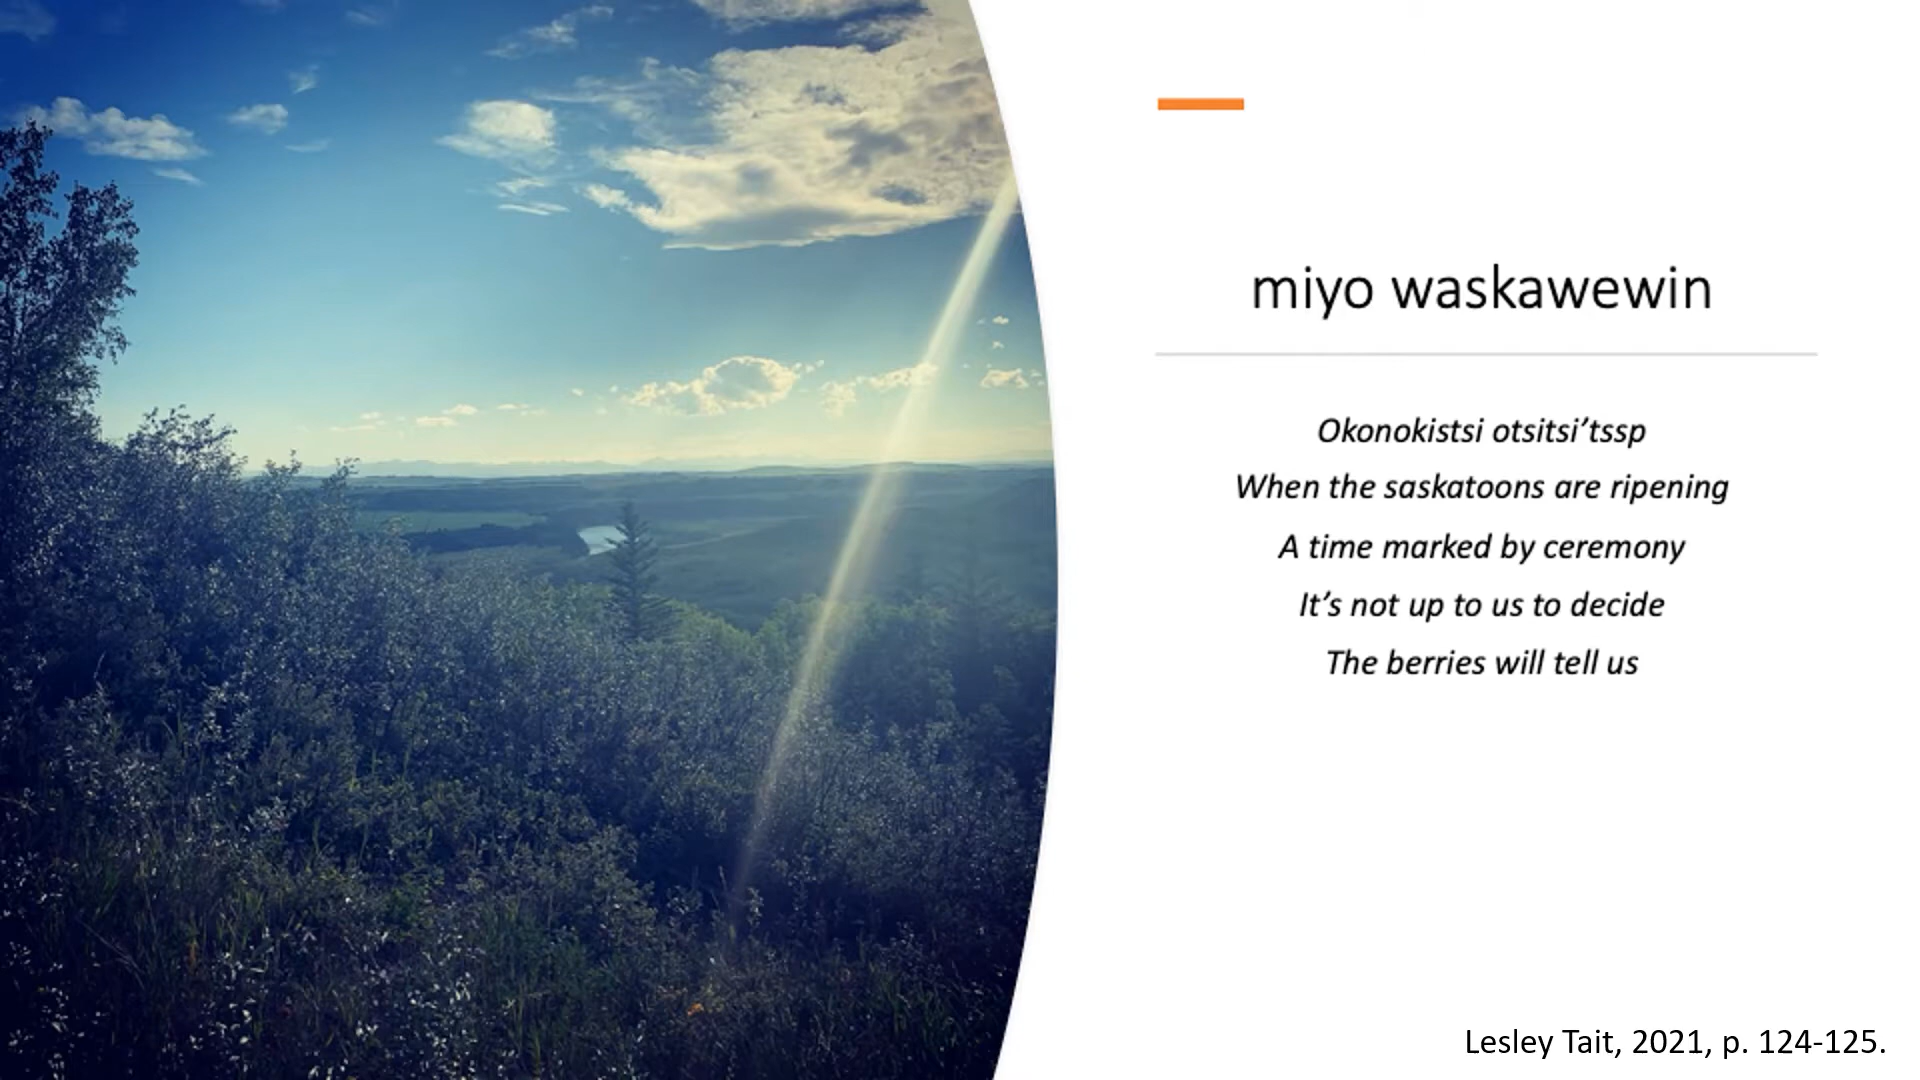 miyo waskawewin
Okonokistsi otsitsi’tssp
When the saskatoons are ripening
A time marked by ceremony
It’s not up to us to decide
The berries will tell us
Lesley Tait, 2021, p. 124-125.